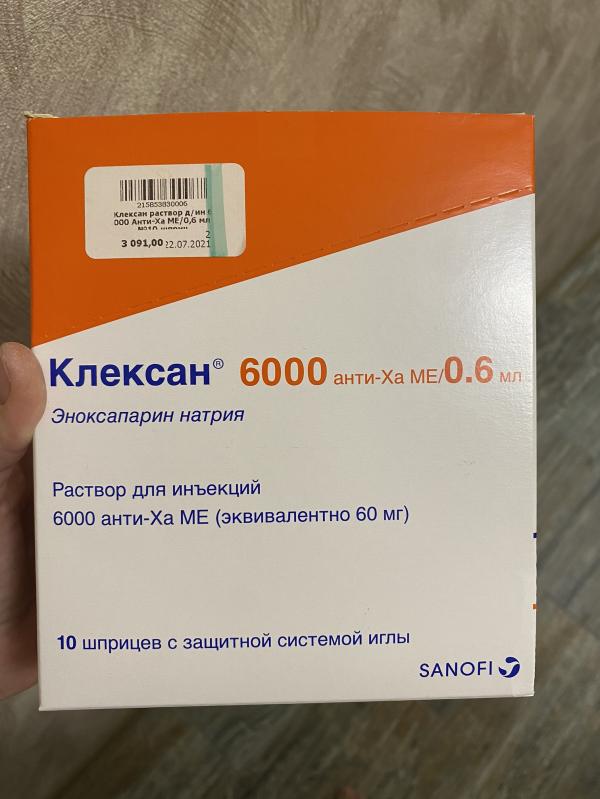 215853830006
Клексан раствор д/ин
000 Анти-Ха МЕ/0,6 мл
2
3 091,00 22.07.2021
Клексан® 6000 анти-Ха МЕ/0.6 мл
Эноксапарин натрия
Раствор для инъекций
6000 анти-Ха МЕ (эквивалентно 60 мг)
10 шприцев с защитной системой иглы
SANOFI